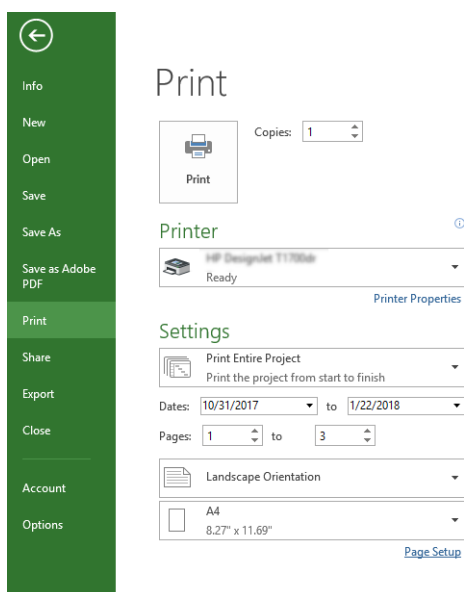 Info
New
Open
Save
Save As
Save as Adobe
PDF
Print
Share
Export
Close
Account
Options
Print
Print
Copies: 1
Printer
Ready
Printer Properties
Settings
Print Entire Project
Print the project from start to finish
Dates: 10/31/2017 to 1/22/2018
Pages: 1 to 3
Landscape Orientation
A4
8.27" x 11.69"
Page Setup